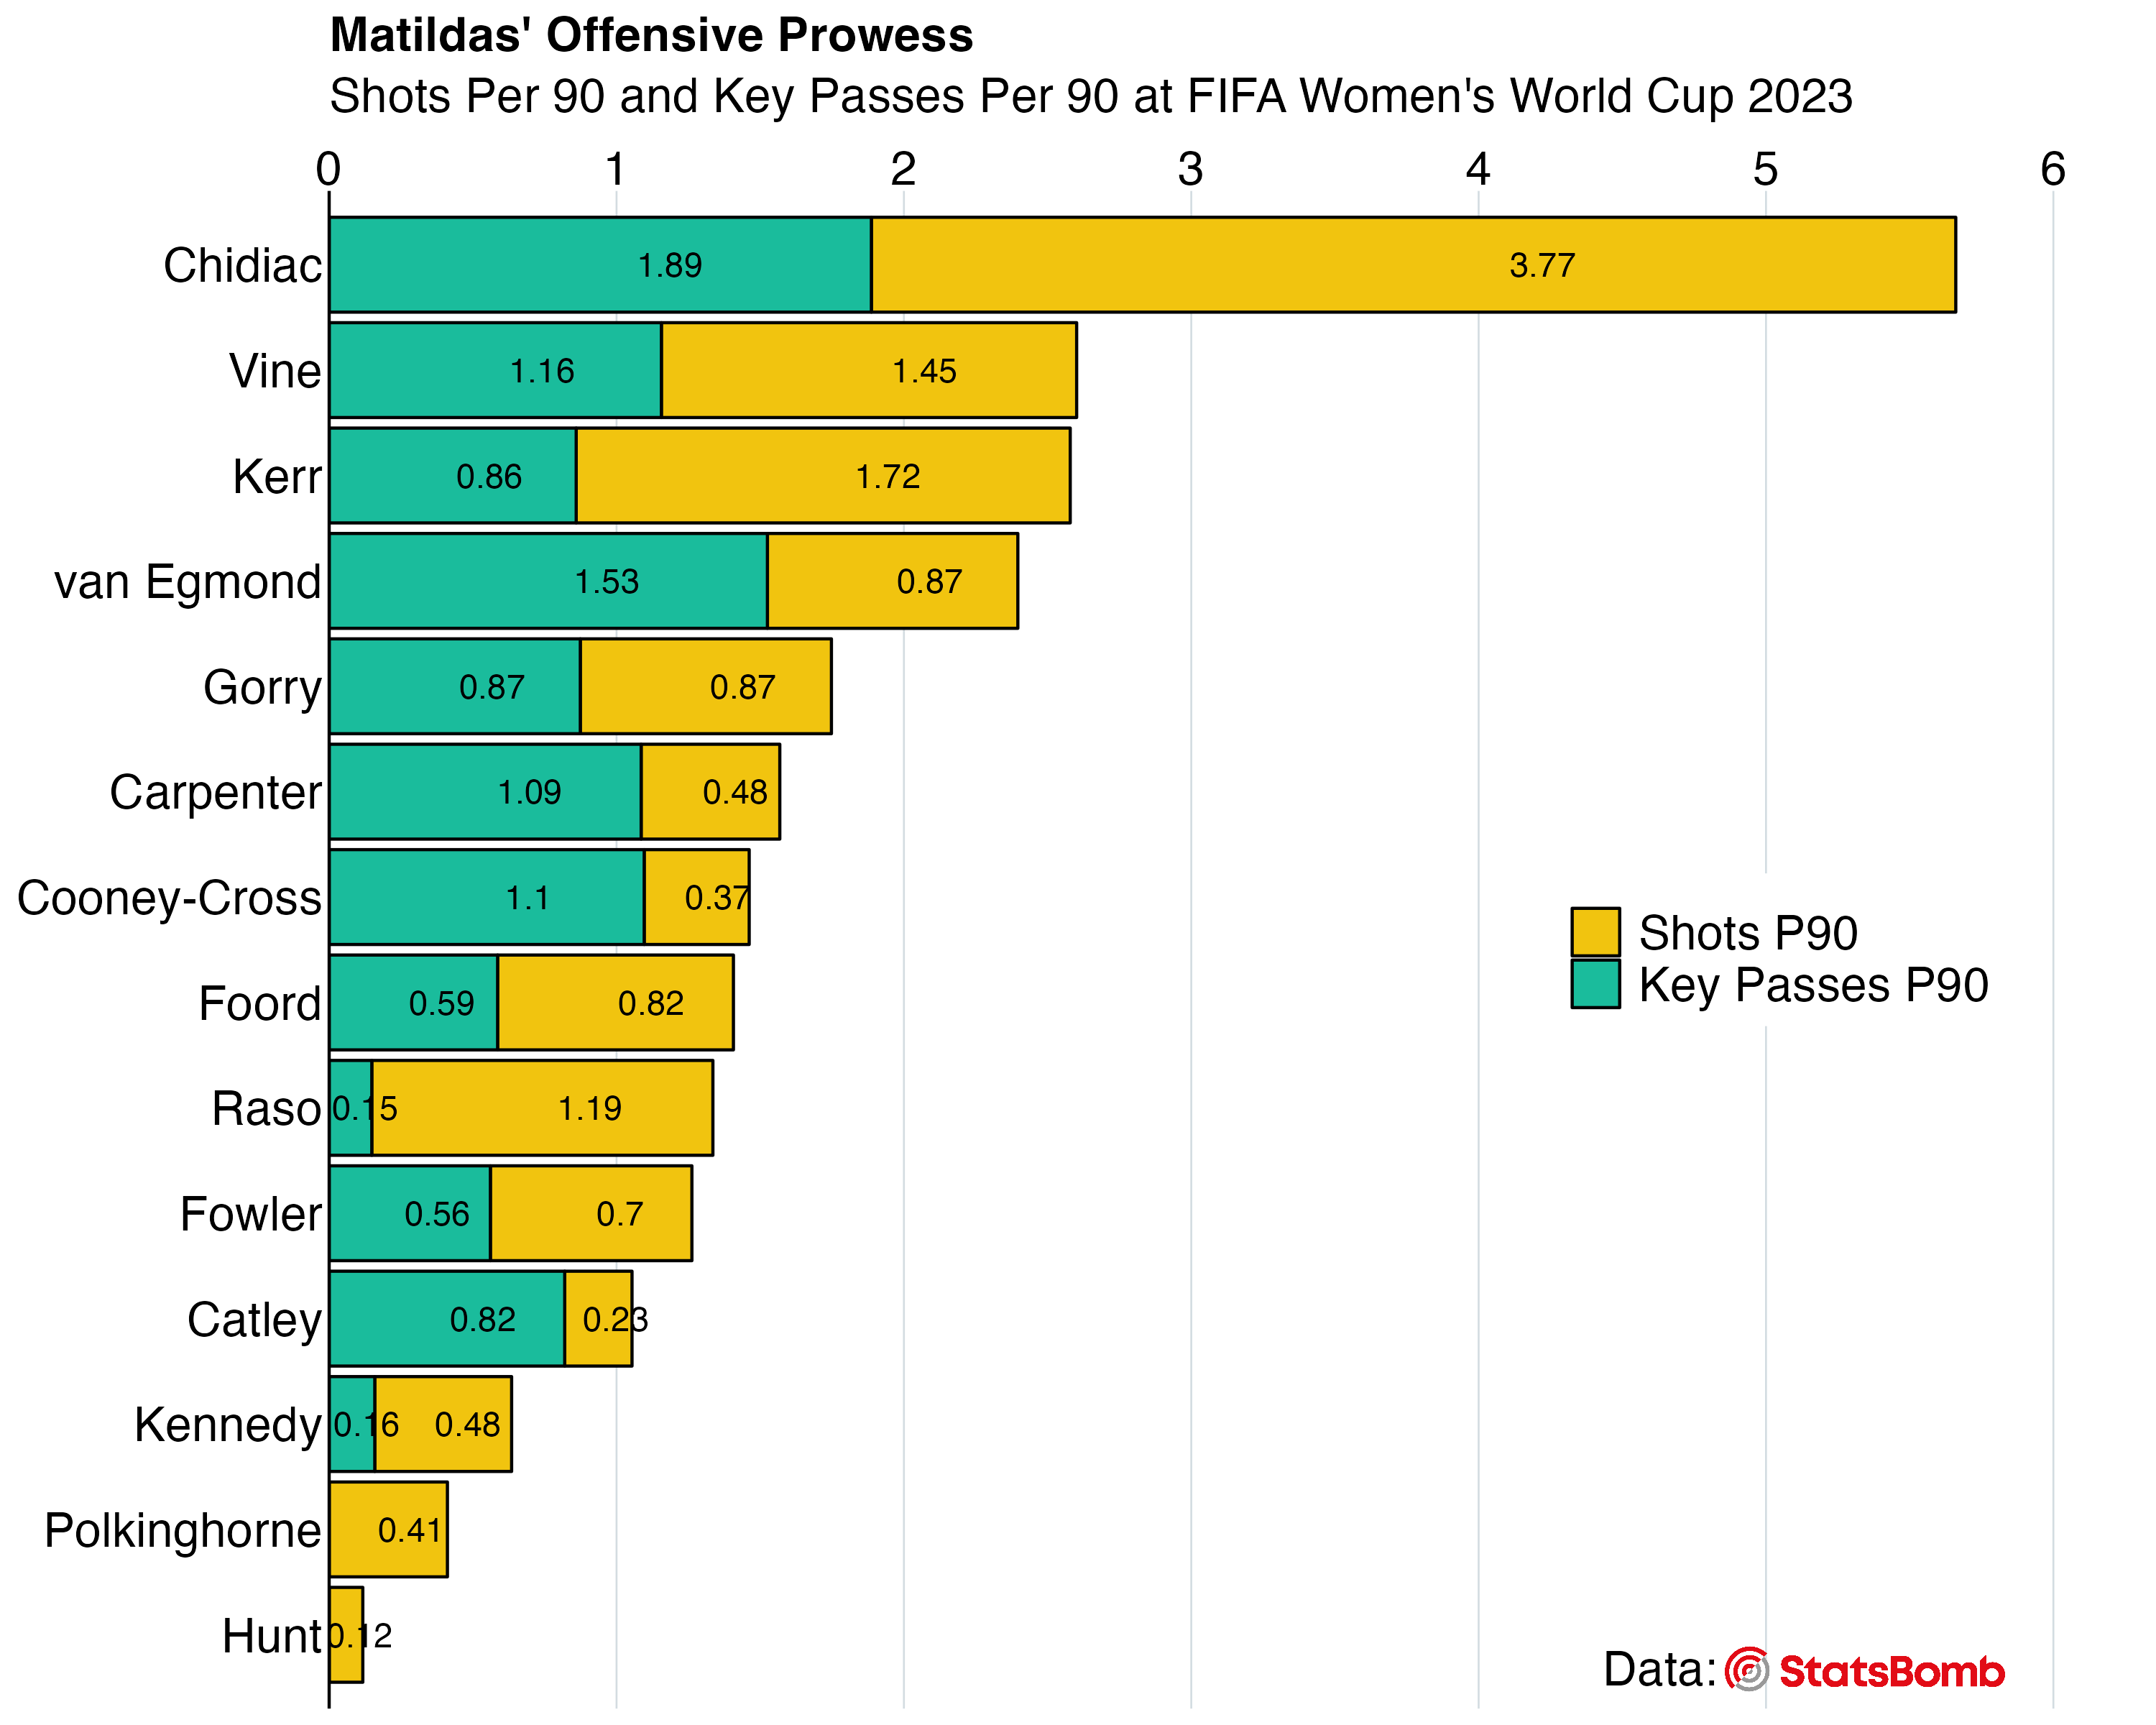 Matildas' Offensive Prowess
Shots Per 90 and Key Passes Per 90 at FIFA Women's World Cup 2023
0 1 2 3 4 5 6
Chidiac 1.89 3.77
Vine 1.16 1.45
Kerr 0.86 1.72
van Egmond 1.53 0.87
Gorry 0.87 0.87
Carpenter 1.09 0.48
Cooney-Cross 1.1 0.37
Foord 0.59 0.82
Raso 0.15 1.19
Fowler 0.56 0.7
Catley 0.82 0.23
Kennedy 0.16 0.48
Polkinghorne 0.41
Hunt 0.12
Shots P90
Key Passes P90
Data: StatsBomb